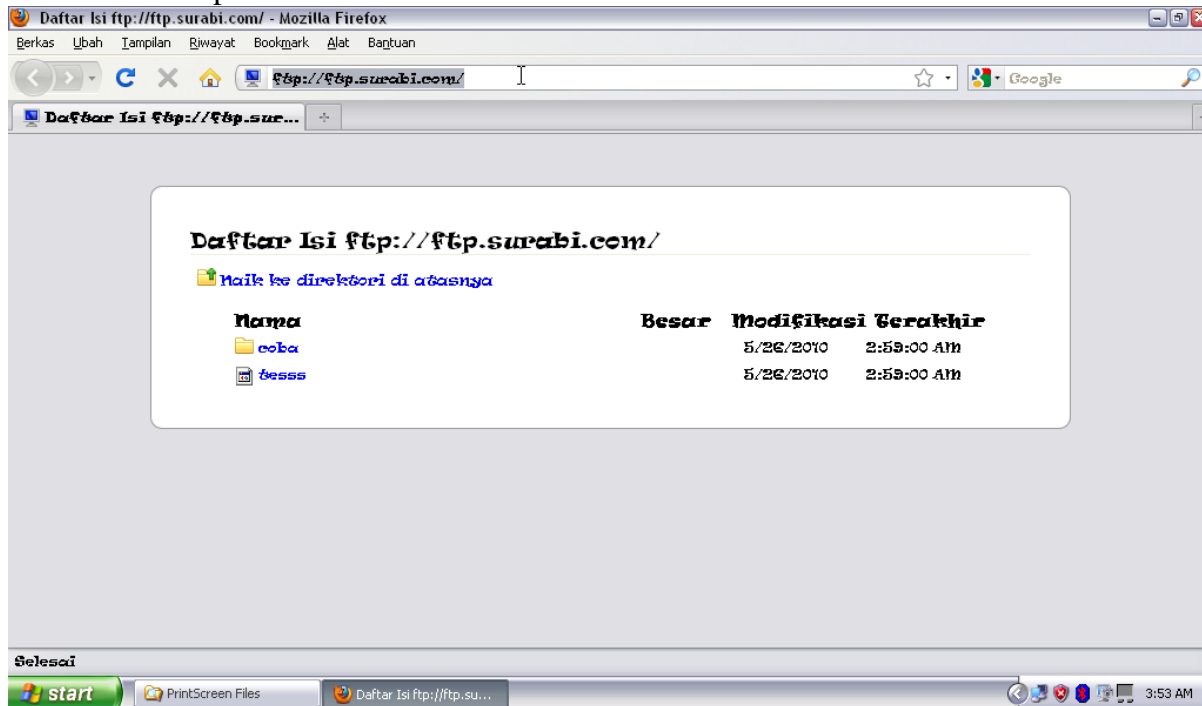 Daftar Isi ftp://ftp.surabi.com/ - Mozilla Firefox
Berkas Ubah Tampilan Riwayat Bookmark Alat Bantuan
ftp://ftp.surabi.com/ Google
Daftar Isi ftp://ftp.sur...
Daftar Isi ftp://ftp.surabi.com/
Naik ke direktori di atasnya
Nama Besar Modifikasi Terakhir
coba 5/26/2010 2:59:00 AM
tesss 5/26/2010 2:59:00 AM
Selesai
start PrintScreen Files Daftar Isi ftp://ftp.su... 3:53 AM